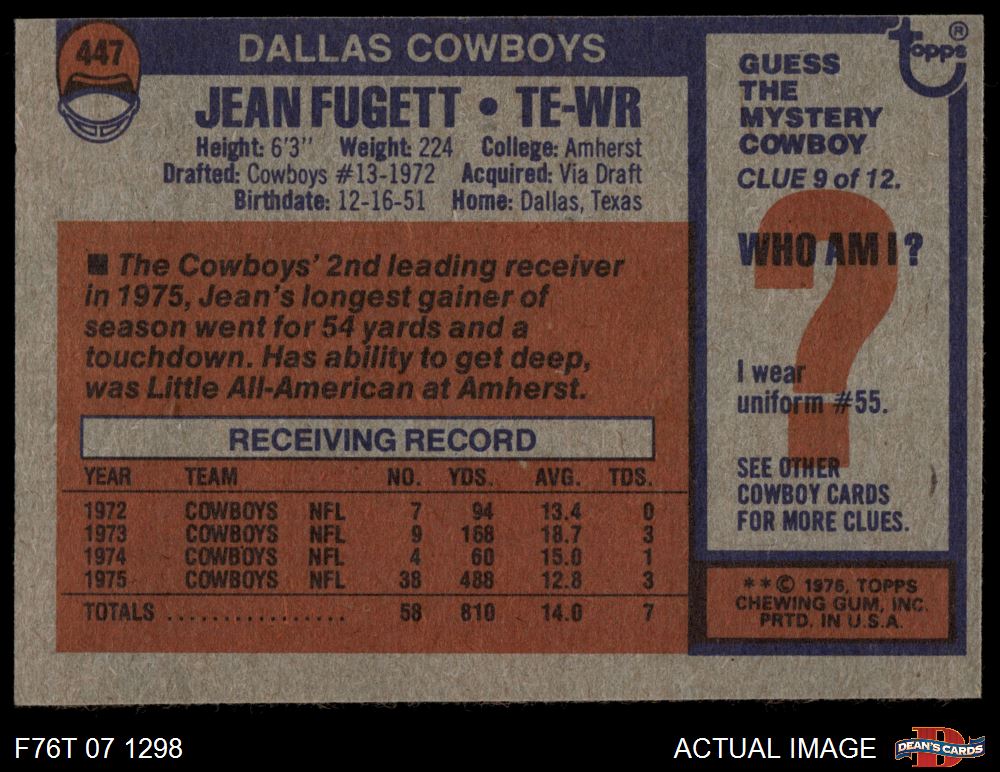 447
DALLAS COWBOYS
JEAN FUGETT • TE-WR
Height: 6'3" Weight: 224 College: Amherst
Drafted: Cowboys #13-1972 Acquired: Via Draft
Birthdate: 12-16-51 Home: Dallas, Texas
■ The Cowboys' 2nd leading receiver
in 1975, Jean's longest gainer of
season went for 54 yards and a
touchdown. Has ability to get deep,
was Little All-American at Amherst.
RECEIVING RECORD
YEAR TEAM NO. YDS. AVG. TDS.
1972 COWBOYS NFL 7 94 13.4 0
1973 COWBOYS NFL 9 168 18.7 3
1974 COWBOYS NFL 4 60 15.0 1
1975 COWBOYS NFL 38 488 12.8 3
TOTALS ................ 58 810 14.0 7
Topps ®
GUESS
THE
MYSTERY
COWBOY
CLUE 9 of 12.
WHO AM I?
?
I wear
uniform #55.
SEE OTHER
COWBOY CARDS
FOR MORE CLUES.
* * © 1976, TOPPS
CHEWING GUM, INC.
PRTD. IN U.S.A.
F76T 07 1298
ACTUAL IMAGE
D
DEAN'S CARDS